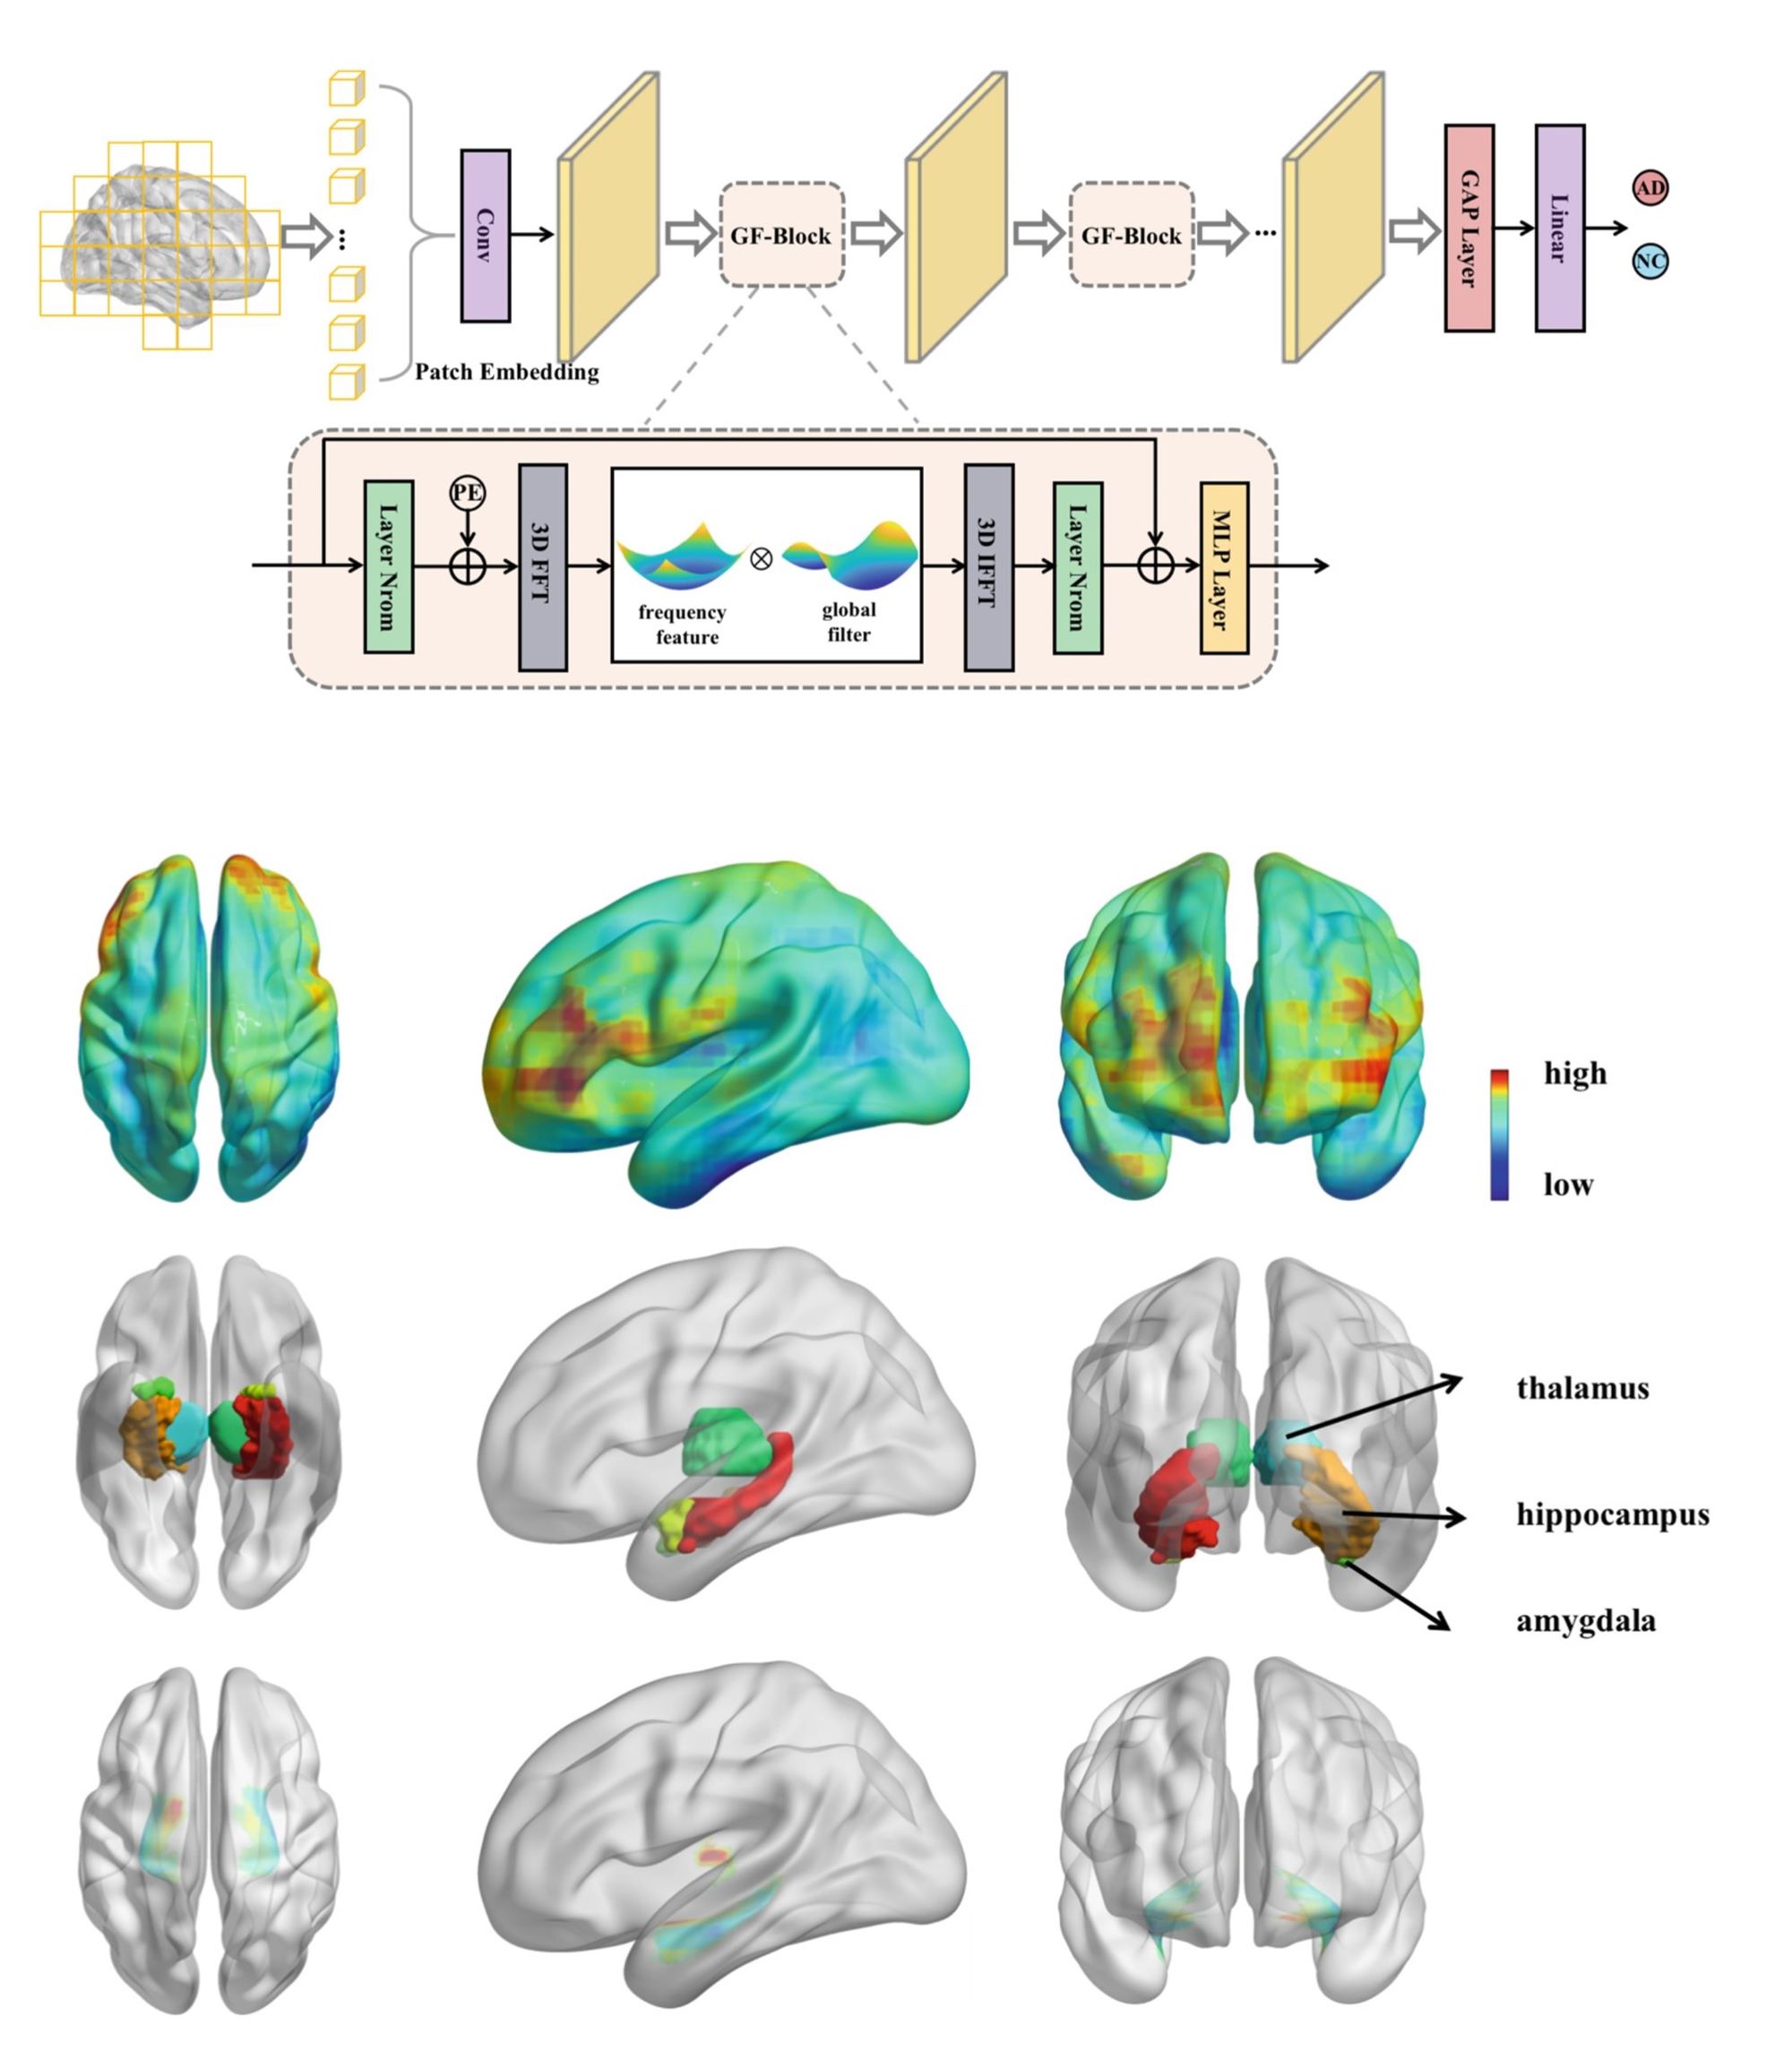 Conv
Patch Embedding
GF-Block
GF-Block
...
GAP Layer
Linear
AD
NC
Layer Nrom
PE
3D FFT
frequency
feature
global
filter
3D IFFT
Layer Nrom
MLP Layer
high
low
thalamus
hippocampus
amygdala